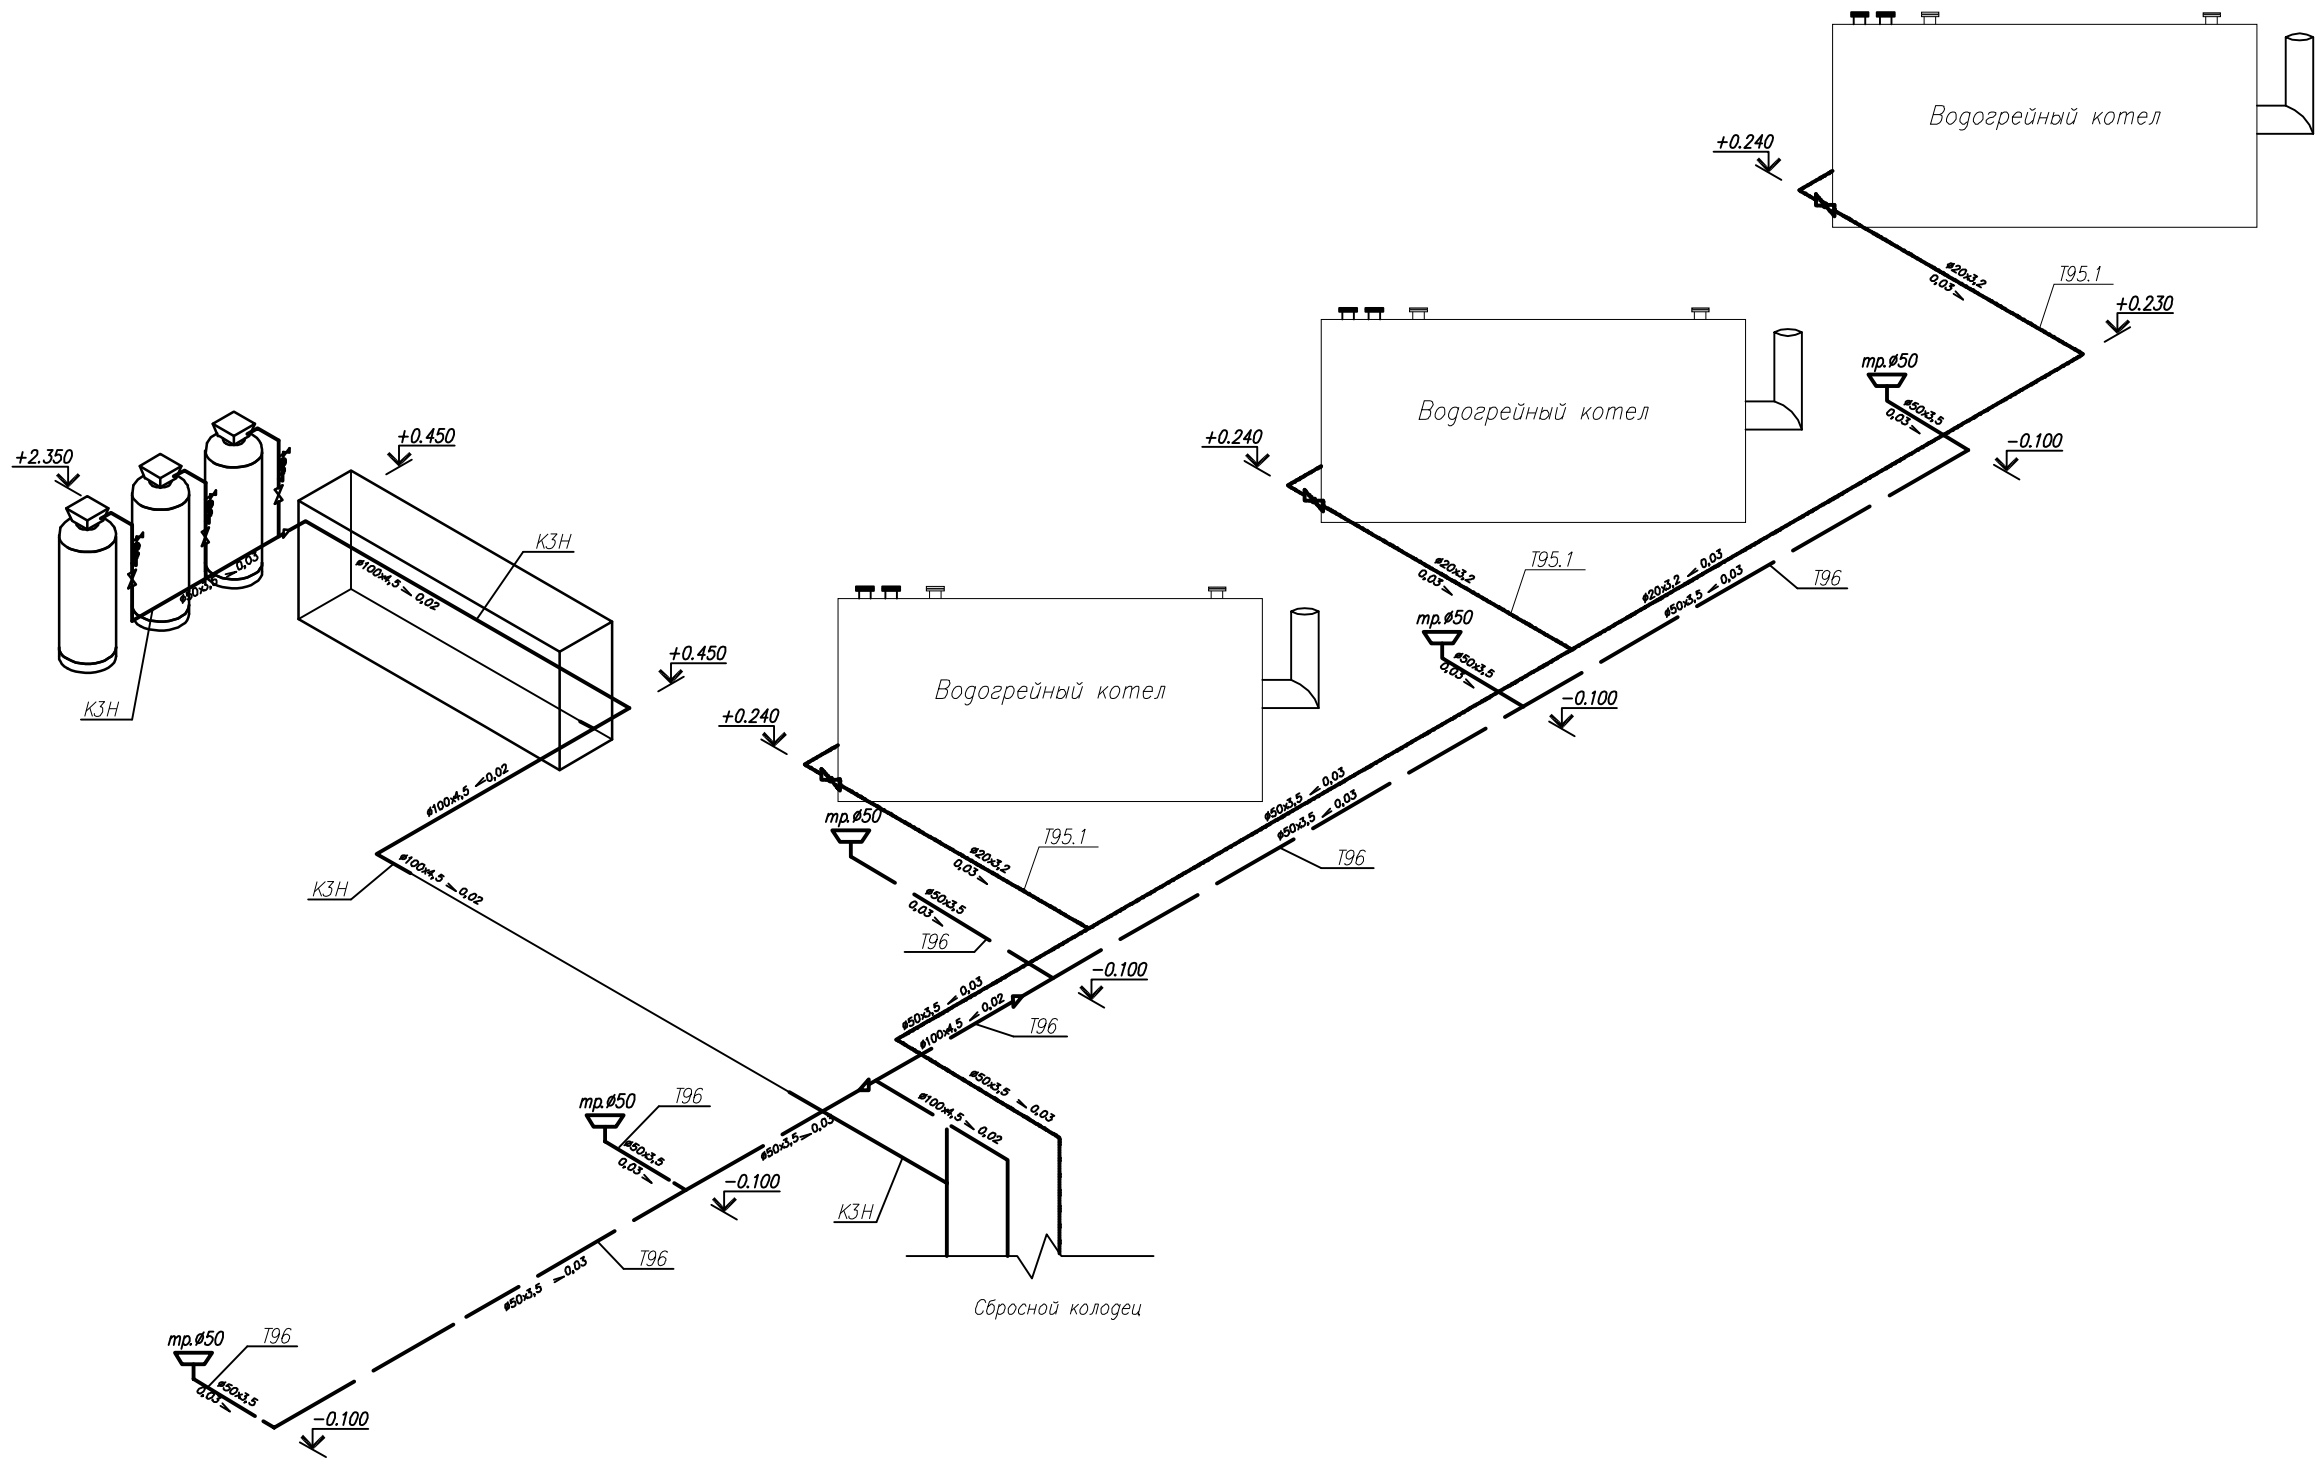 Водогрейный котел
+0.240
ø20x3,2
0,03
Т95.1
+0.230
тр.Ø50
ø50x3,5
0,03
-0.100
Водогрейный котел
+0.240
ø20x3,2
0,03
Т95.1
ø20x3,2 0,03
ø50x3,5 0,03
Т96
тр.Ø50
ø50x3,5
0,03
-0.100
+2.350
+0.450
К3Н
ø50x3,5 0,03
ø100x4,5 0,02
К3Н
+0.450
Водогрейный котел
+0.240
тр.Ø50
ø20x3,2
0,03
Т95.1
ø50x3,5 0,03
ø50x3,5 0,03
Т96
ø100x4,5 0,02
ø100x4,5 0,02
К3Н
ø50x3,5
0,03
Т96
-0.100
ø50x3,5 0,03
ø100x4,5 0,02
Т96
ø50x3,5 0,03
ø100x4,5 0,02
тр.Ø50
Т96
ø50x3,5
0,03
ø50x3,5 0,03
-0.100
К3Н
Т96
ø50x3,5 0,03
Сбросной колодец
тр.Ø50
Т96
ø50x3,5
0,03
-0.100